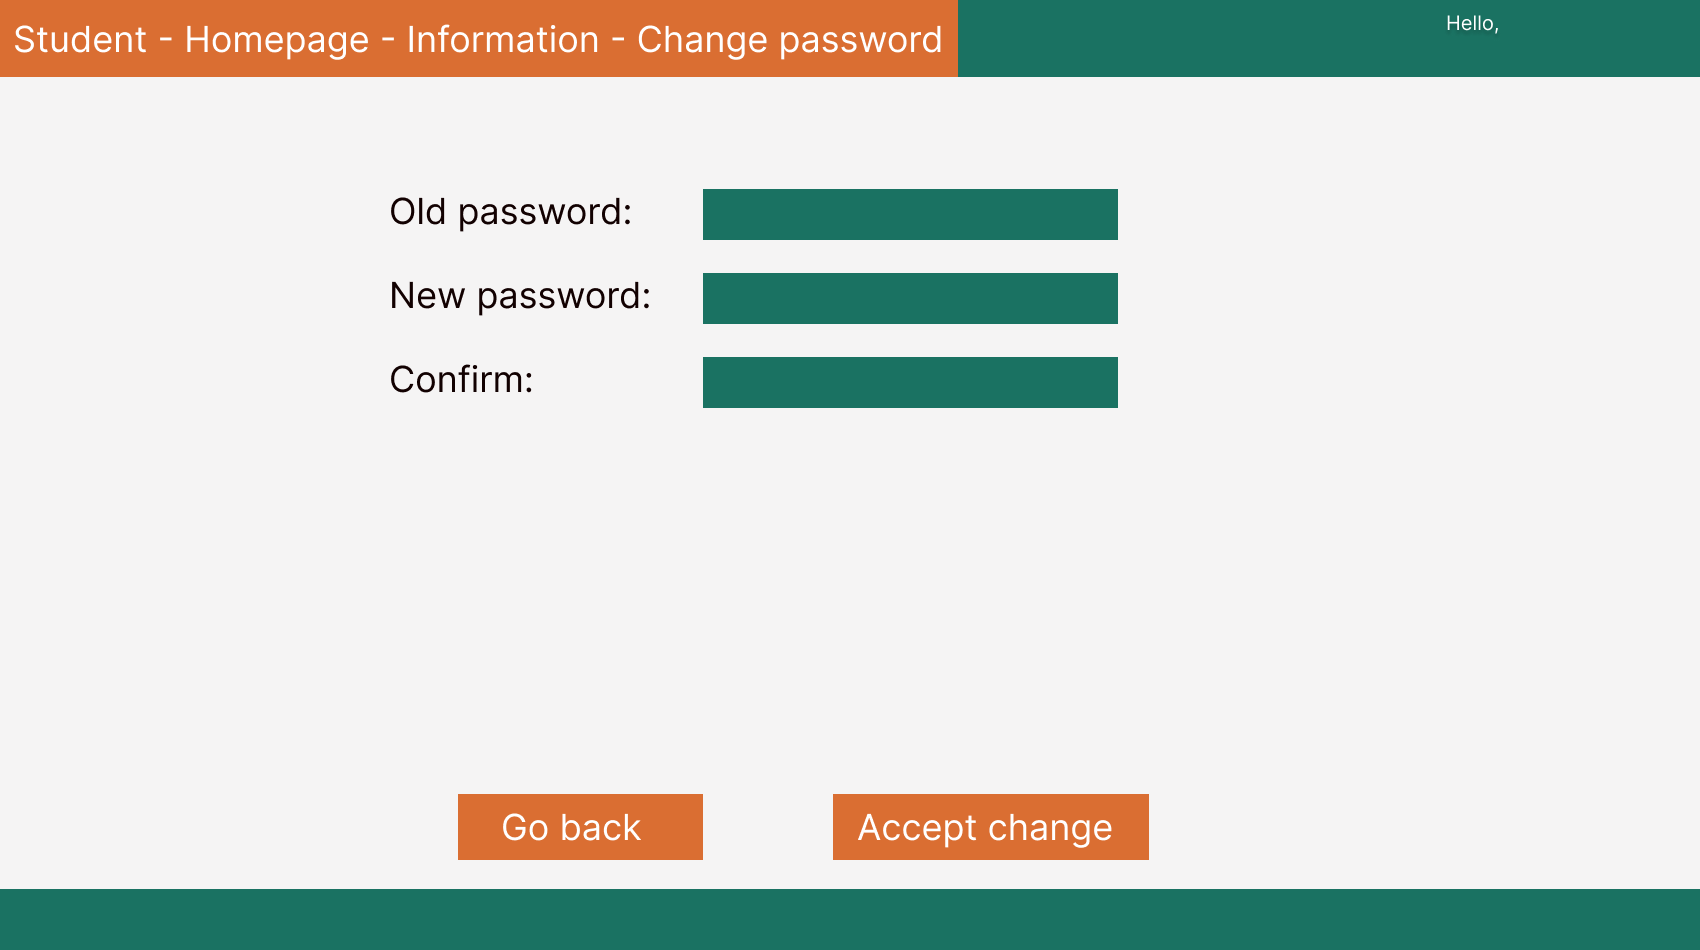 Student - Homepage - Information - Change password
Hello,
Old password:
New password:
Confirm:
Go back
Accept change